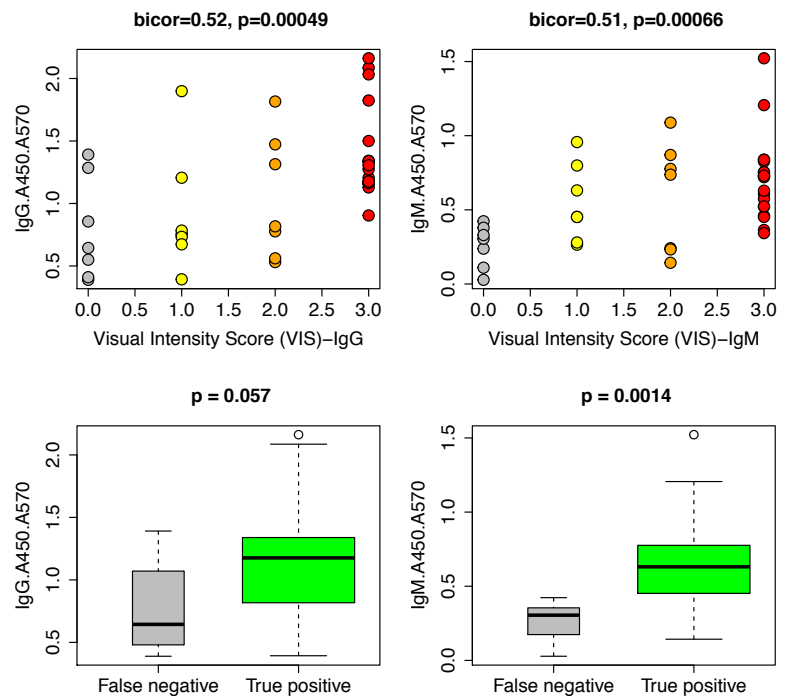 bicor=0.52, p=0.00049
IgG.A450.A570
2.0
1.5
1.0
0.5
0.0 0.5 1.0 1.5 2.0 2.5 3.0
Visual Intensity Score (VIS)−IgG
bicor=0.51, p=0.00066
IgM.A450.A570
1.5
1.0
0.5
0.0
0.0 0.5 1.0 1.5 2.0 2.5 3.0
Visual Intensity Score (VIS)−IgM
p = 0.057
IgG.A450.A570
2.0
1.5
1.0
0.5
False negative True positive
p = 0.0014
IgM.A450.A570
1.5
1.0
0.5
0.0
False negative True positive